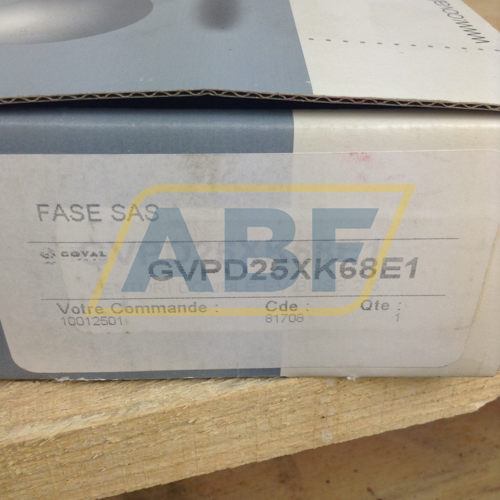 FASE SAS
COVAL
GVPD25XK68E1
Votre Commande : Cde : Qte :
10012501 81708 1
ABF